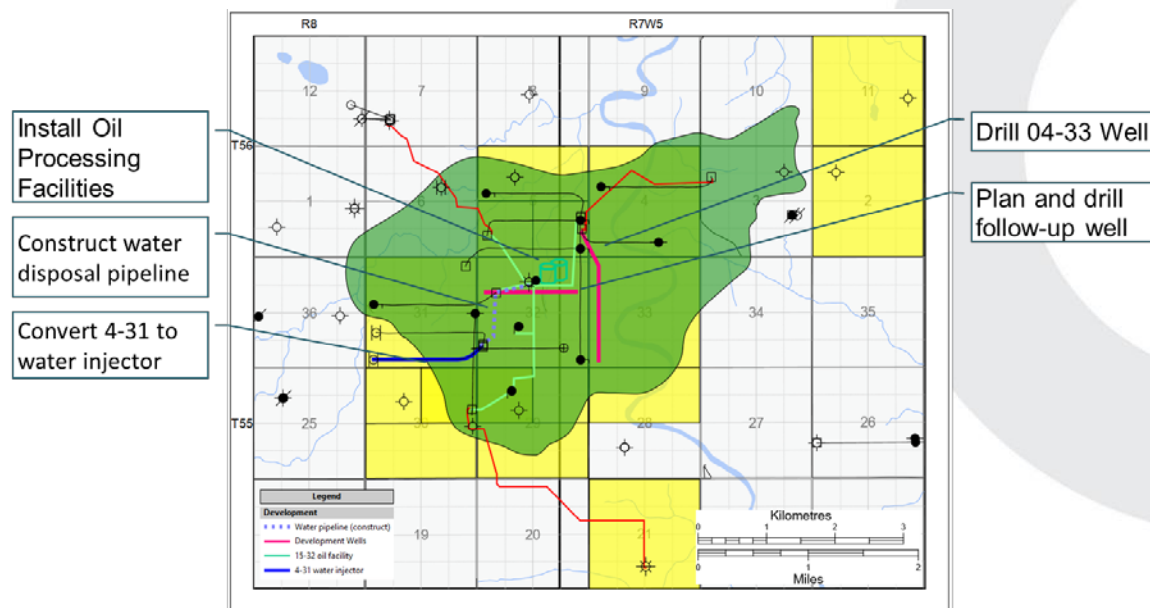 R8 R7W5
12 7 8 9 10 11
T56
1 6 4 2
36 31 32 34 35
T55 25 29 28 27 26
19 20 21
Install Oil
Processing
Facilities
Construct water
disposal pipeline
Convert 4-31 to
water injector
Drill 04-33 Well
Plan and drill
follow-up well
Legend
Development
Water pipeline (construct)
Development Wells
15-32 oil facility
4-31 water injector
Kilometres
0 1 2 3
0 1 2
Miles